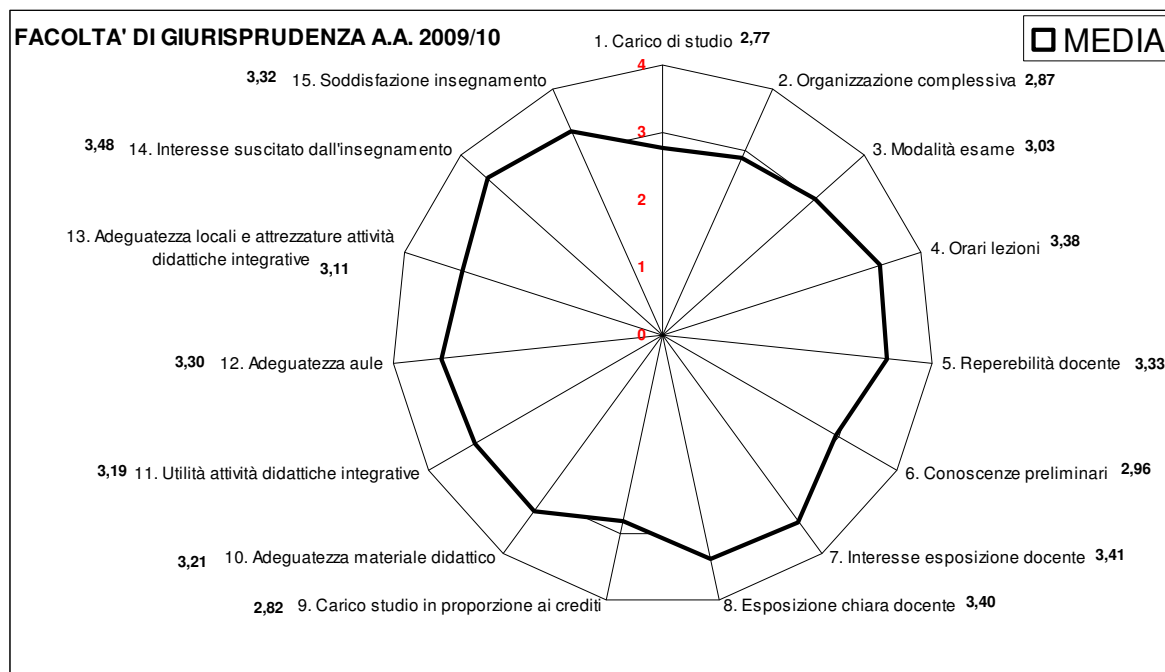 FACOLTA' DI GIURISPRUDENZA A.A. 2009/10
MEDIA
1. Carico di studio 2,77
2. Organizzazione complessiva 2,87
3. Modalità esame 3,03
4. Orari lezioni 3,38
5. Reperebilità docente 3,33
6. Conoscenze preliminari 2,96
7. Interesse esposizione docente 3,41
8. Esposizione chiara docente 3,40
2,82 9. Carico studio in proporzione ai crediti
3,21 10. Adeguatezza materiale didattico
3,19 11. Utilità attività didattiche integrative
3,30 12. Adeguatezza aule
13. Adeguatezza locali e attrezzature attività
didattiche integrative 3,11
3,48 14. Interesse suscitato dall'insegnamento
3,32 15. Soddisfazione insegnamento
4
3
2
1
0